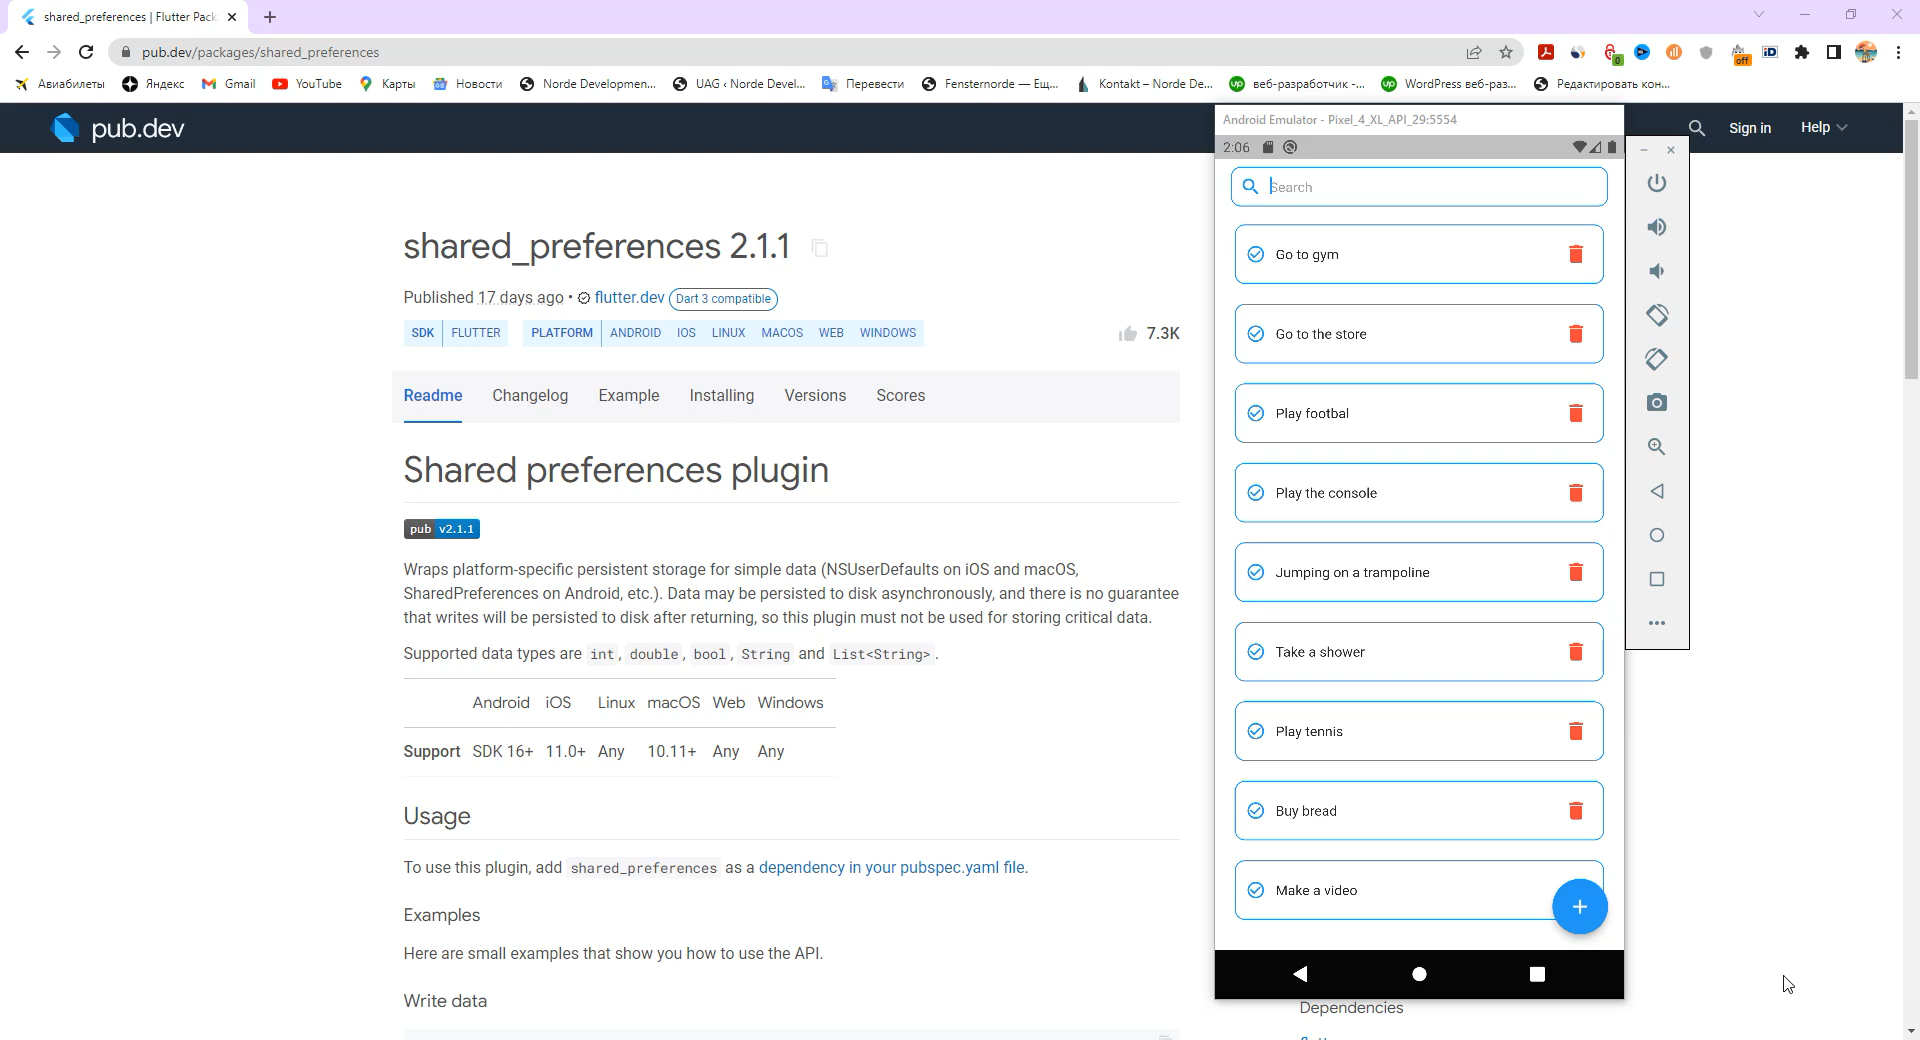 shared_preferences | Flutter Pack
pub.dev/packages/shared_preferences
0
off
iD
Авиабилеты
Яндекс
Gmail
YouTube
Карты
Новости
Norde Developmen...
UAG ‹ Norde Devel...
Перевести
Fensternorde — Ещ...
Kontakt – Norde De...
up
веб-разработчик -...
up
WordPress веб-раз...
Редактировать кон...
pub.dev
Sign in
Help
shared_preferences 2.1.1
Published 17 days ago • flutter.dev Dart 3 compatible
SDK FLUTTER PLATFORM ANDROID IOS LINUX MACOS WEB WINDOWS
7.3K
Readme Changelog Example Installing Versions Scores
Shared preferences plugin
pub v2.1.1
Wraps platform-specific persistent storage for simple data (NSUserDefaults on iOS and macOS,
SharedPreferences on Android, etc.). Data may be persisted to disk asynchronously, and there is no guarantee
that writes will be persisted to disk after returning, so this plugin must not be used for storing critical data.
Supported data types are int, double, bool, String and List<String>.
Android iOS Linux macOS Web Windows
Support SDK 16+ 11.0+ Any 10.11+ Any Any
Usage
To use this plugin, add shared_preferences as a dependency in your pubspec.yaml file.
Examples
Here are small examples that show you how to use the API.
Write data
Android Emulator - Pixel_4_XL_API_29:5554
2:06
Search
Go to gym
Go to the store
Play footbal
Play the console
Jumping on a trampoline
Take a shower
Play tennis
Buy bread
Make a video
Dependencies